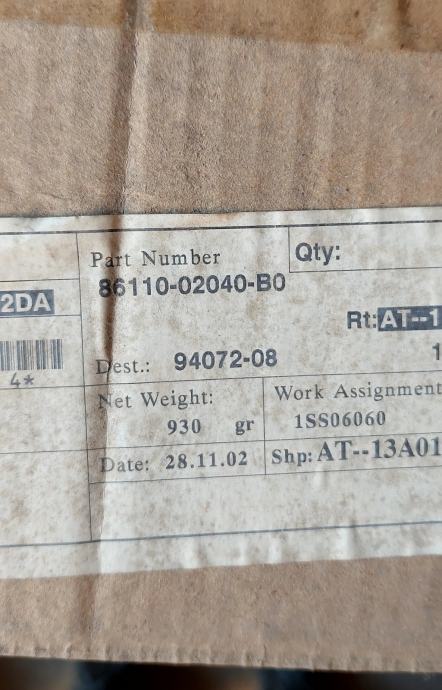 Part Number
Qty:
86110-02040-B0
2DA
Rt:AT--1
4*
Dest.: 94072-08
1
Net Weight:
930 gr
Work Assignment
1SS06060
Date: 28.11.02
Shp: AT--13A01